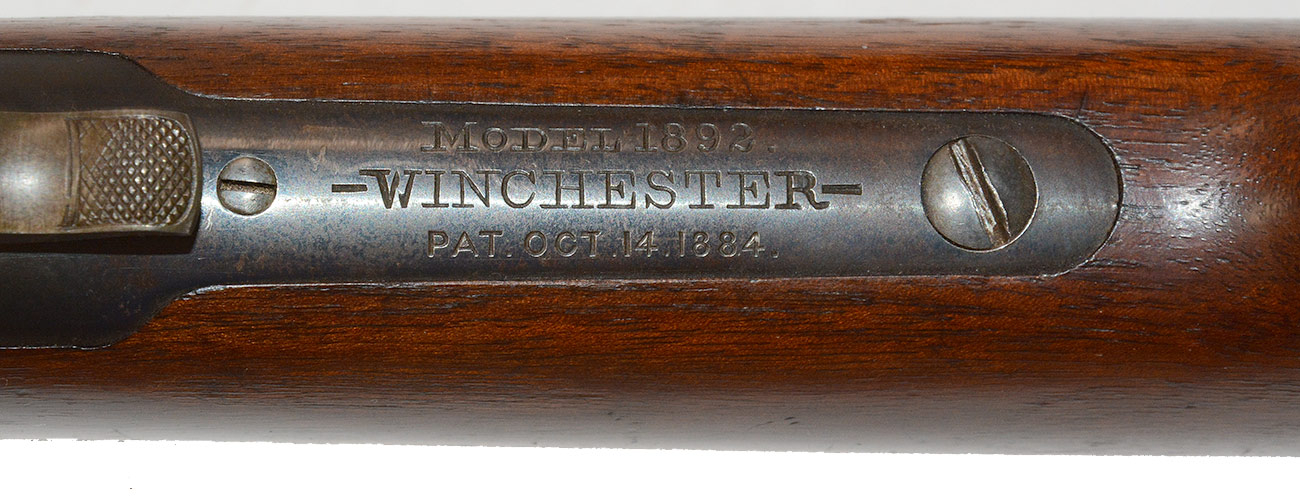 MODEL 1892.
-WINCHESTER-
PAT. OCT. 14. 1884.